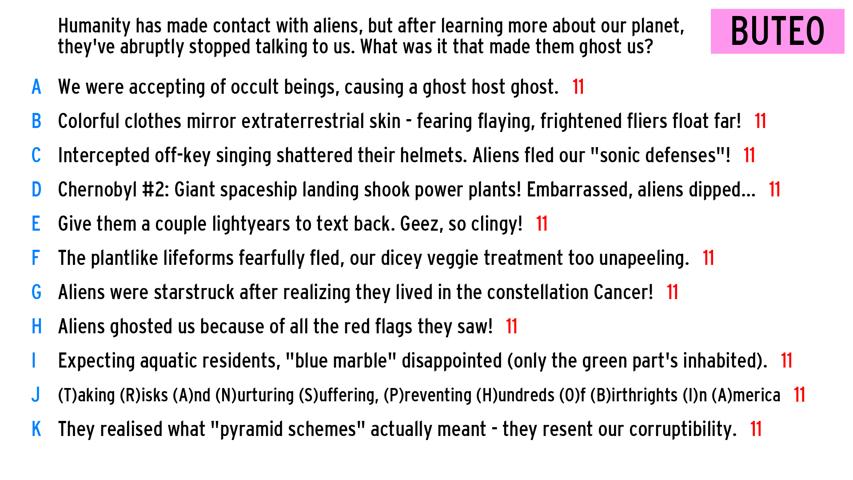 Humanity has made contact with aliens, but after learning more about our planet,
they've abruptly stopped talking to us. What was it that made them ghost us?
BUTEO
A We were accepting of occult beings, causing a ghost host ghost. 11
B Colorful clothes mirror extraterrestrial skin - fearing flaying, frightened fliers float far! 11
C Intercepted off-key singing shattered their helmets. Aliens fled our "sonic defenses"! 11
D Chernobyl #2: Giant spaceship landing shook power plants! Embarrassed, aliens dipped... 11
E Give them a couple lightyears to text back. Geez, so clingy! 11
F The plantlike lifeforms fearfully fled, our dicey veggie treatment too unapeeling. 11
G Aliens were starstruck after realizing they lived in the constellation Cancer! 11
H Aliens ghosted us because of all the red flags they saw! 11
I Expecting aquatic residents, "blue marble" disappointed (only the green part's inhabited). 11
J (T)aking (R)isks (A)nd (N)urturing (S)uffering, (P)reventing (H)undreds (O)f (B)irthrights (I)n (A)merica 11
K They realised what "pyramid schemes" actually meant - they resent our corruptibility. 11